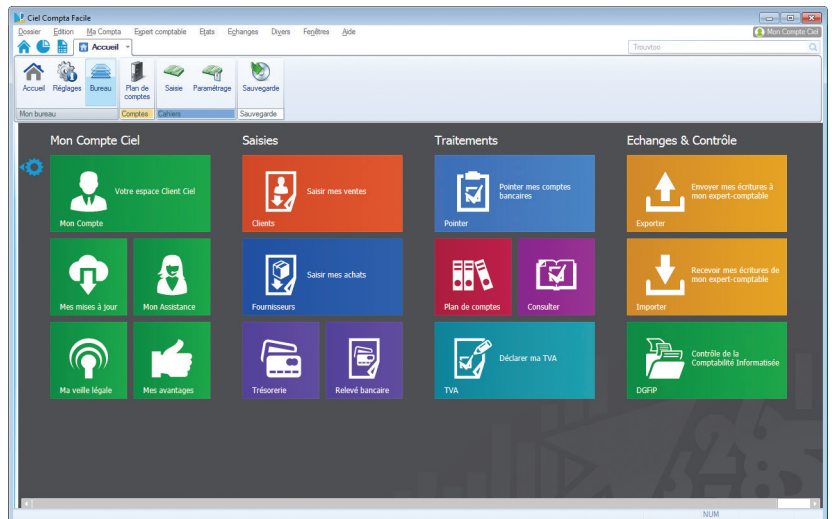 Ciel Compta Facile
Dossier Edition Ma Compta Expert comptable Etats Echanges Divers Fenêtres Aide
Mon Compte Ciel
Accueil
Trouvtoo
Accueil Réglages Bureau Plan de comptes Saisie Paramétrage Sauvegarde
Mon bureau Comptes Cahiers Sauvegarde
Mon Compte Ciel
Votre espace Client Ciel
Mon Compte
Mes mises à jour
Mon Assistance
Ma veille légale
Mes avantages
Saisies
Saisir mes ventes
Clients
Saisir mes achats
Fournisseurs
Trésorerie
Relevé bancaire
Traitements
Pointer mes comptes
bancaires
Pointer
Plan de comptes
Consulter
Déclarer ma TVA
TVA
Echanges & Contrôle
Envoyer mes écritures à
mon expert-comptable
Exporter
Recevoir mes écritures de
mon expert-comptable
Importer
Contrôle de la
Comptabilité Informatisée
DGFiP
NUM